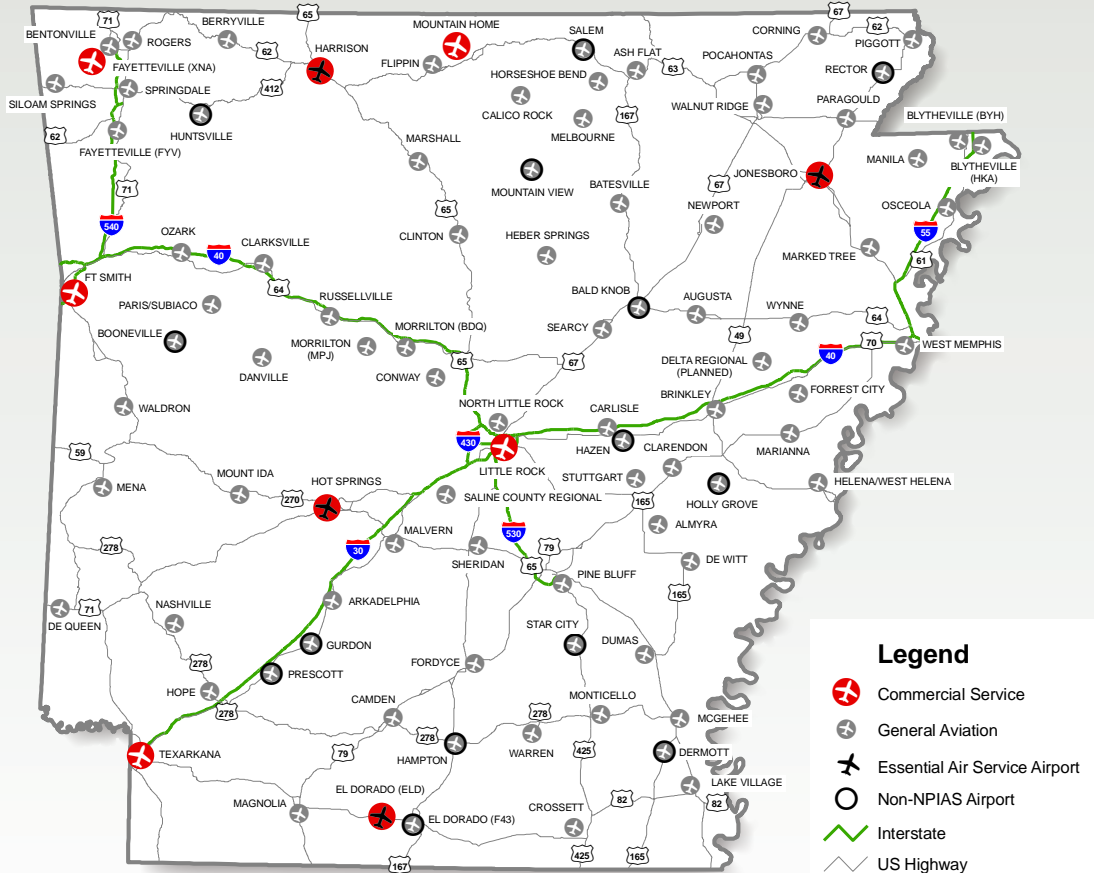 71
BENTONVILLE
ROGERS
BERRYVILLE
65
62
HARRISON
MOUNTAIN HOME
FLIPPIN
SALEM
ASH FLAT
63
POCAHONTAS
CORNING
67
62
PIGGOTT
RECTOR
FAYETTEVILLE (XNA)
SILOAM SPRINGS
SPRINGDALE
412
HUNTSVILLE
HORSESHOE BEND
CALICO ROCK
MELBOURNE
167
WALNUT RIDGE
PARAGOULD
BLYTHEVILLE (BYH)
62
FAYETTEVILLE (FYV)
MARSHALL
MOUNTAIN VIEW
BATESVILLE
67
JONESBORO
MANILA
BLYTHEVILLE
(HKA)
71
540
65
CLINTON
NEWPORT
OSCEOLA
55
61
OZARK
40
CLARKSVILLE
HEBER SPRINGS
MARKED TREE
FT SMITH
64
PARIS/SUBIACO
RUSSELLVILLE
BALD KNOB
AUGUSTA
WYNNE
64
BOONEVILLE
MORRILTON (BDQ)
MORRILTON
(MPJ)
SEARCY
49
70
WEST MEMPHIS
DANVILLE
65
67
CONWAY
DELTA REGIONAL
(PLANNED)
40
BRINKLEY
FORREST CITY
WALDRON
NORTH LITTLE ROCK
CARLISLE
430
HAZEN
CLARENDON
MARIANNA
59
MENA
MOUNT IDA
HOT SPRINGS
270
LITTLE ROCK
STUTTGART
HELENA/WEST HELENA
SALINE COUNTY REGIONAL
165
HOLLY GROVE
ALMYRA
278
30
MALVERN
530
79
SHERIDAN
65
DE WITT
PINE BLUFF
165
71
DE QUEEN
NASHVILLE
ARKADELPHIA
STAR CITY
DUMAS
GURDON
278
PRESCOTT
FORDYCE
HOPE
278
CAMDEN
278
MONTICELLO
MCGEHEE
TEXARKANA
79
278
HAMPTON
WARREN
425
DERMOTT
LAKE VILLAGE
MAGNOLIA
EL DORADO (ELD)
EL DORADO (F43)
CROSSETT
82
82
167
425
165
Legend
Commercial Service
General Aviation
Essential Air Service Airport
Non-NPIAS Airport
Interstate
US Highway